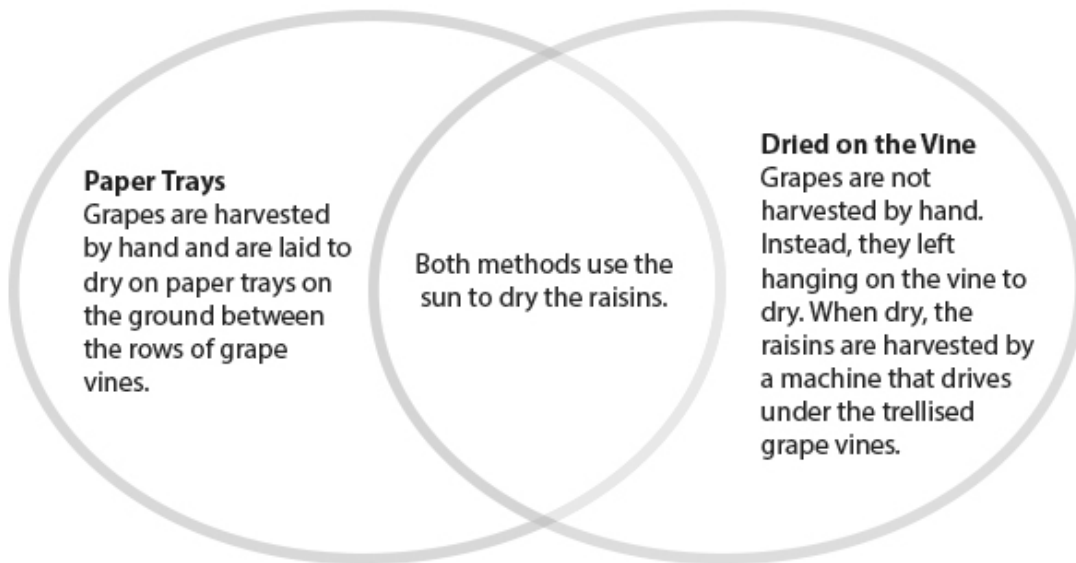 Paper Trays
Grapes are harvested
by hand and are laid to
dry on paper trays on
the ground between
the rows of grape
vines.
Both methods use the
sun to dry the raisins.
Dried on the Vine
Grapes are not
harvested by hand.
Instead, they left
hanging on the vine to
dry. When dry, the
raisins are harvested by
a machine that drives
under the trellised
grape vines.